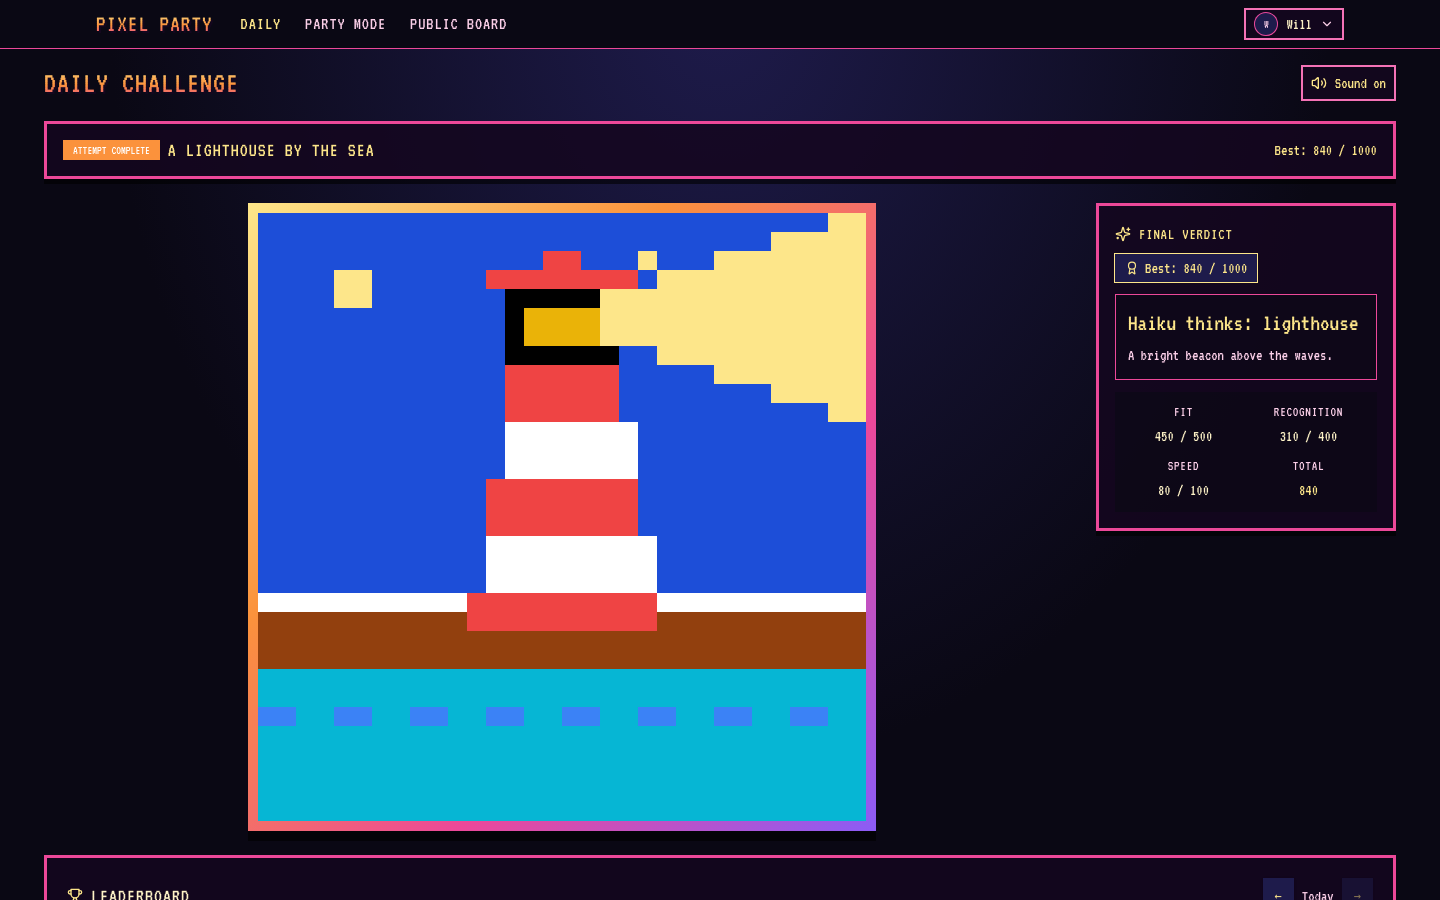 PIXEL PARTY DAILY PARTY MODE PUBLIC BOARD W Will
DAILY CHALLENGE Sound on
ATTEMPT COMPLETE A LIGHTHOUSE BY THE SEA Best: 840 / 1000
FINAL VERDICT
Best: 840 / 1000
Haiku thinks: lighthouse
A bright beacon above the waves.
FIT RECOGNITION
450 / 500 310 / 400
SPEED TOTAL
80 / 100 840
LEADERBOARD ← Today →